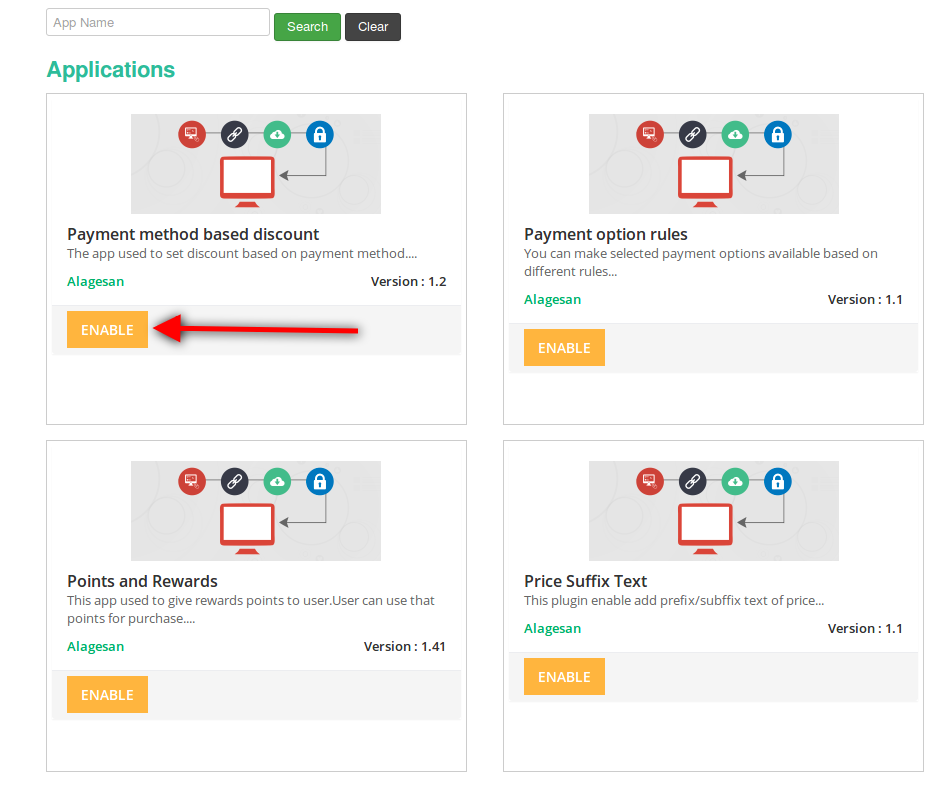 App Name
Search
Clear
Applications
Payment method based discount
The app used to set discount based on payment method....
Alagesan
Version : 1.2
ENABLE
Payment option rules
You can make selected payment options available based on
different rules...
Alagesan
Version : 1.1
ENABLE
Points and Rewards
This app used to give rewards points to user.User can use that
points for purchase....
Alagesan
Version : 1.41
ENABLE
Price Suffix Text
This plugin enable add prefix/subffix text of price...
Alagesan
Version : 1.1
ENABLE